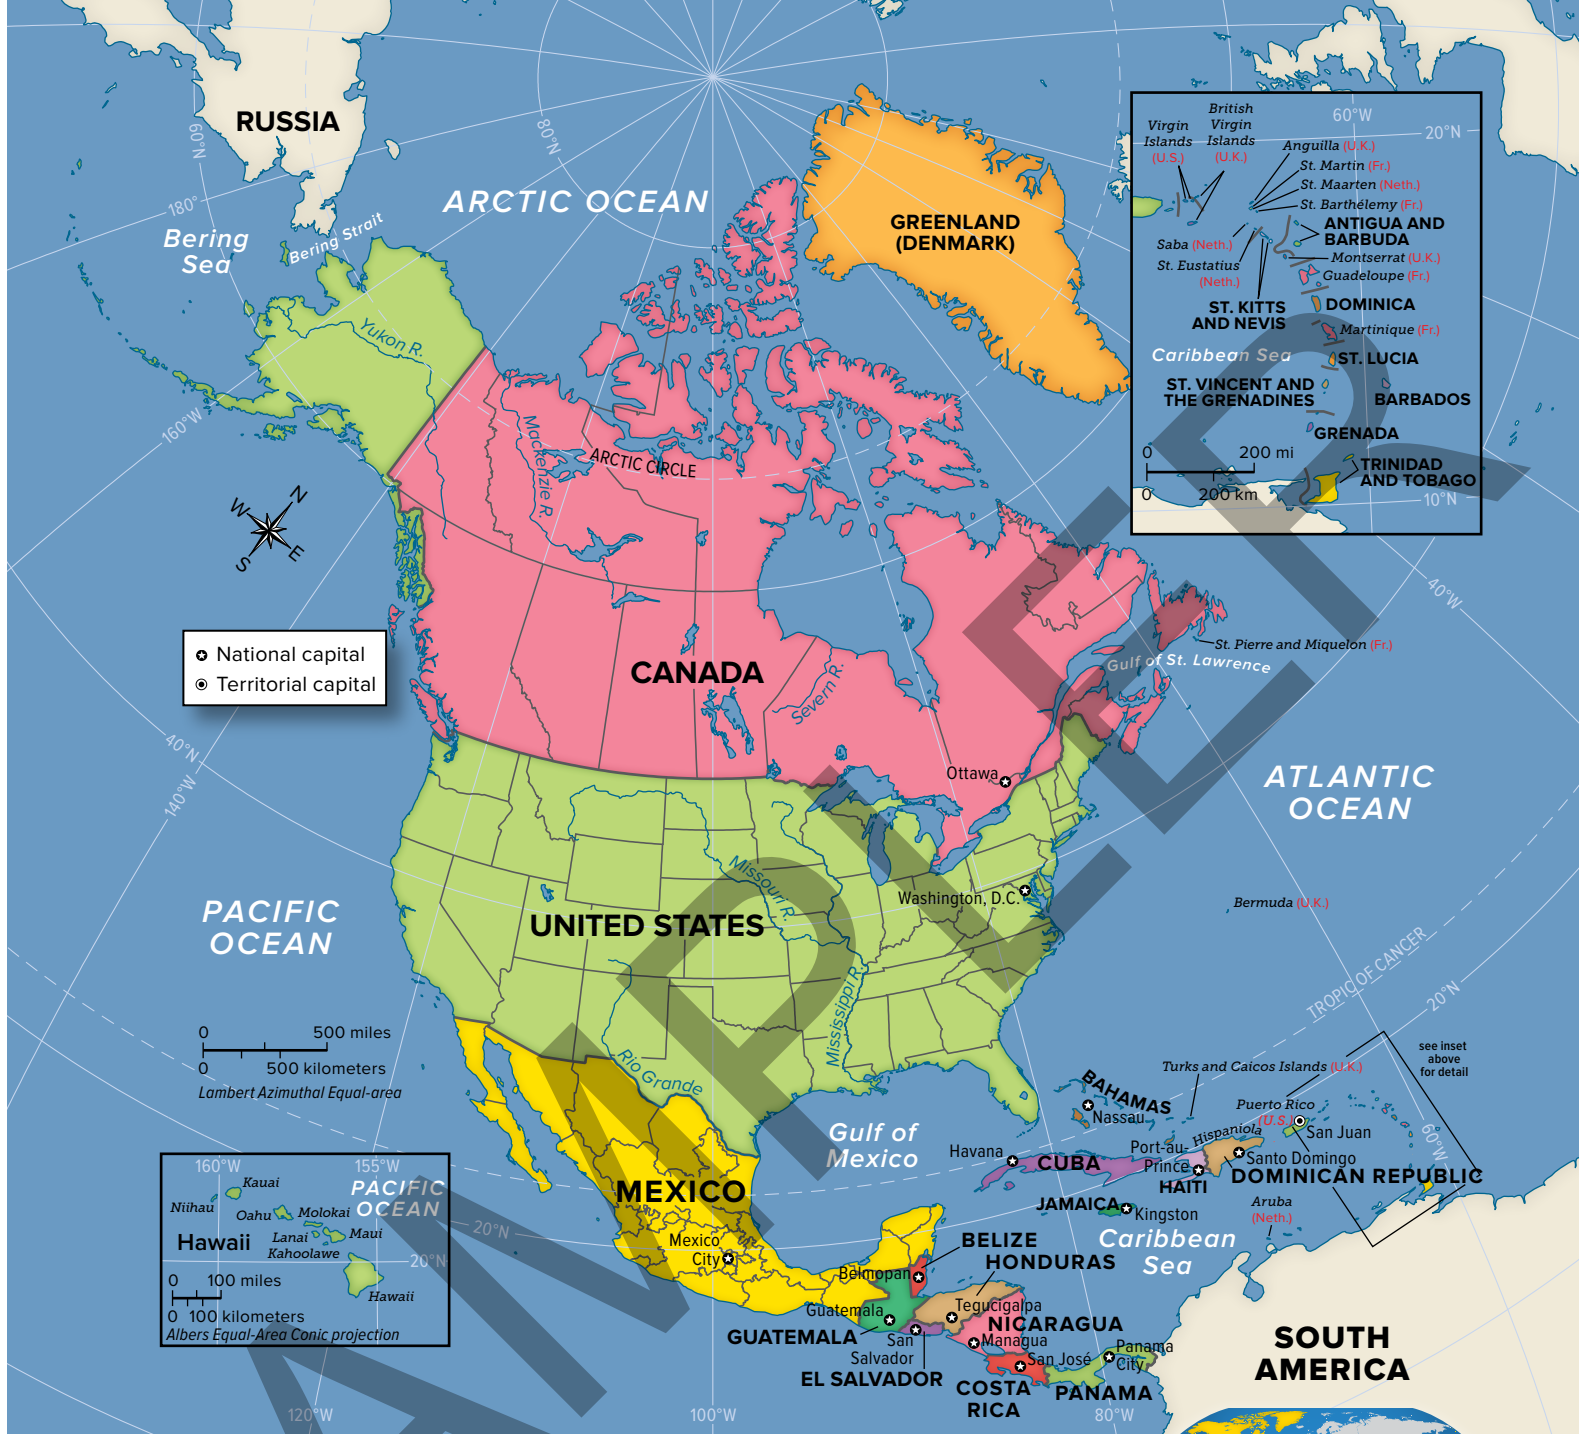 RUSSIA
60°N
80°N
180°
ARCTIC OCEAN
Bering
Sea
Bering Strait
GREENLAND
(DENMARK)
Yukon R.
160°W
Mackenzie R.
ARCTIC CIRCLE
N
W
E
S
National capital
Territorial capital
CANADA
Severn R.
St. Pierre and Miquelon (Fr.)
Gulf of St. Lawrence
40°W
40°N
140°W
Ottawa
ATLANTIC
OCEAN
Missouri R.
Washington, D.C.
Bermuda (U.K.)
PACIFIC
OCEAN
UNITED STATES
TROPIC OF CANCER
20°N
Mississippi R.
0 500 miles
0 500 kilometers
Lambert Azimuthal Equal-area
Rio Grande
see inset
above
for detail
Turks and Caicos Islands (U.K.)
BAHAMAS
Nassau
Puerto Rico
(U.S.)
San Juan
60°W
Gulf of
Mexico
Havana
CUBA
Port-au-
Prince
Hispaniola
Santo Domingo
HAITI
DOMINICAN REPUBLIC
JAMAICA
Kingston
Aruba
(Neth.)
Caribbean
Sea
MEXICO
20°N
Mexico
City
BELIZE
Belmopan
HONDURAS
Tegucigalpa
Guatemala
GUATEMALA
NICARAGUA
Managua
San
Salvador
EL SALVADOR
San José
COSTA
RICA
Panama
City
PANAMA
SOUTH
AMERICA
120°W
100°W
80°W
160°W
155°W
Kauai
PACIFIC
OCEAN
Niihau
Oahu
Molokai
Lanai
Maui
Kahoolawe
Hawaii
20°N
0 100 miles
0 100 kilometers
Hawaii
Albers Equal-Area Conic projection
60°W
20°N
Virgin
Islands
(U.S.)
British
Virgin
Islands
(U.K.)
Anguilla (U.K.)
St. Martin (Fr.)
St. Maarten (Neth.)
St. Barthélemy (Fr.)
ANTIGUA AND
BARBUDA
Saba (Neth.)
St. Eustatius
(Neth.)
Montserrat (U.K.)
Guadeloupe (Fr.)
ST. KITTS
AND NEVIS
DOMINICA
Martinique (Fr.)
Caribbean Sea
ST. LUCIA
ST. VINCENT AND
THE GRENADINES
BARBADOS
GRENADA
0 200 mi
0 200 km
TRINIDAD
AND TOBAGO
10°N